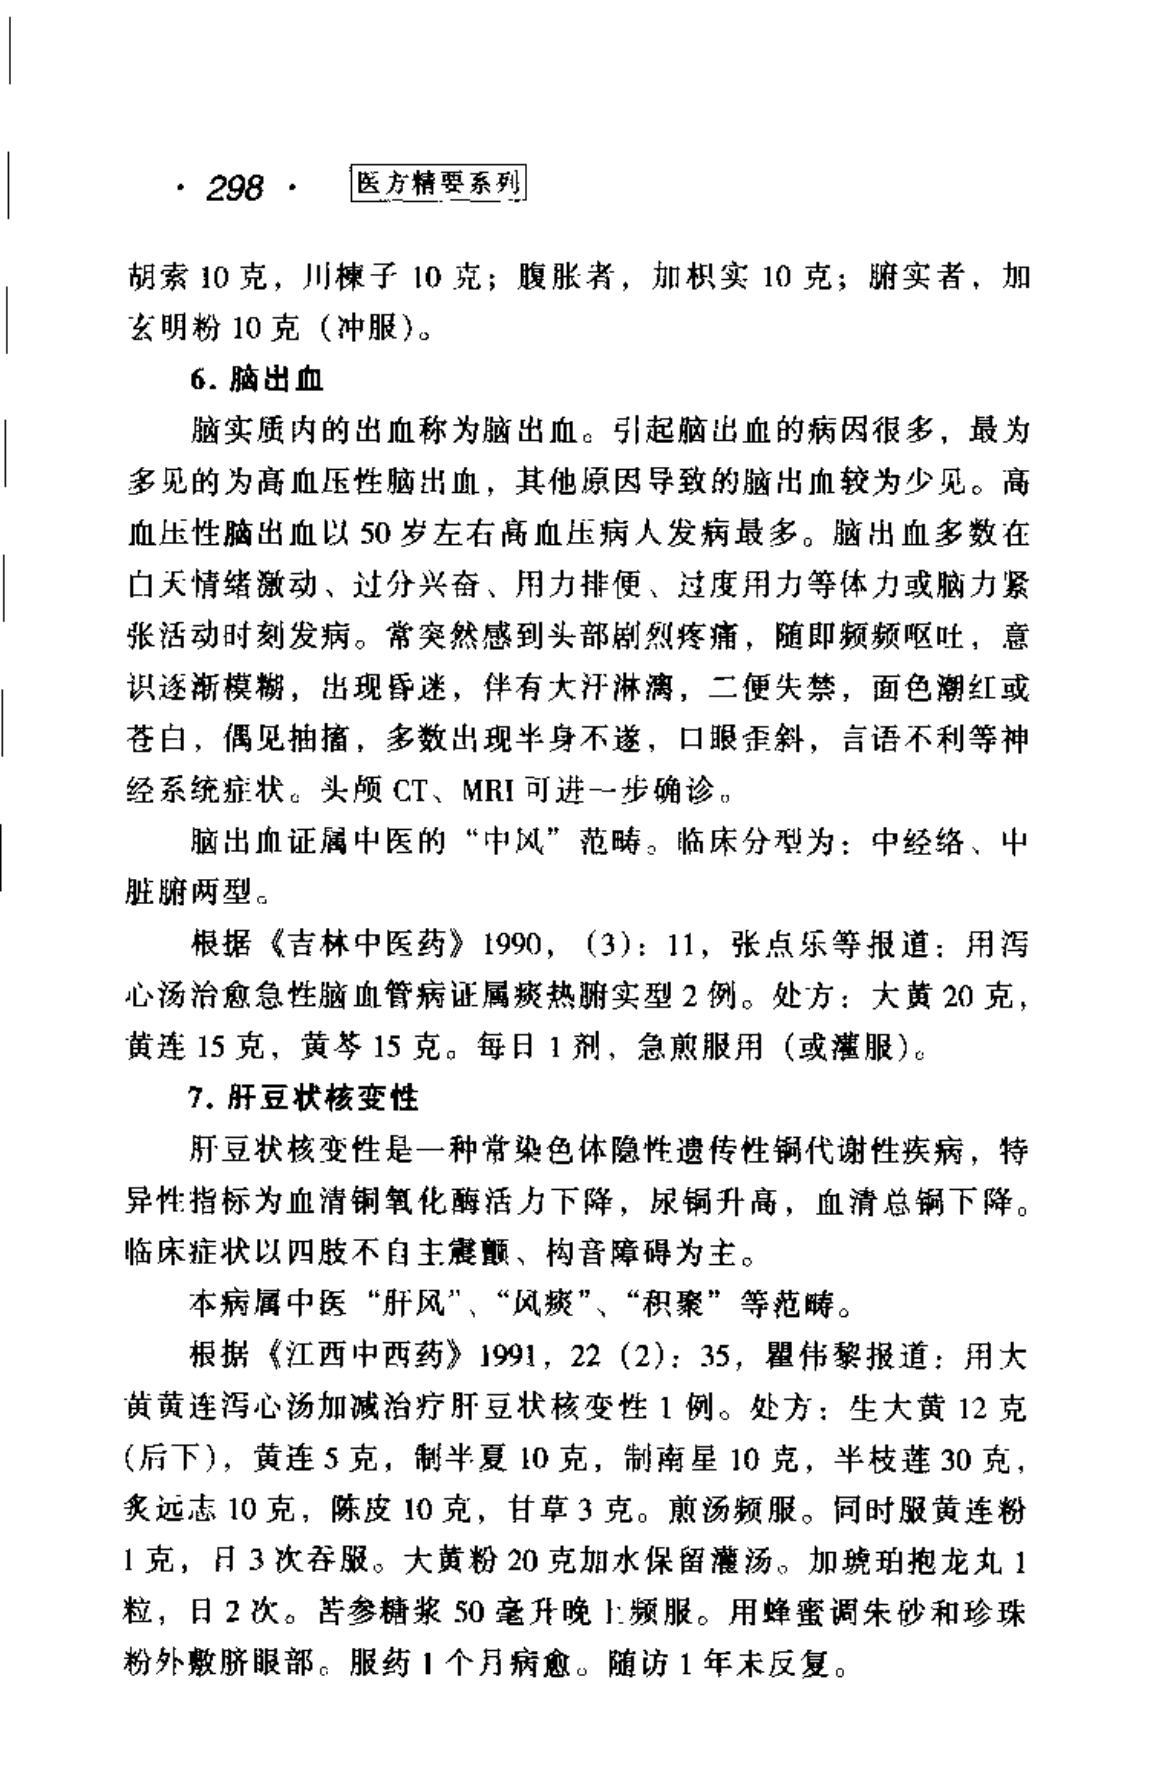 · 298 · 医方精要系列
胡索 10 克，川楝子 10 克；腹胀者，加枳实 10 克；腑实者，加
玄明粉 10 克（冲服）。
6. 脑出血
脑实质内的出血称为脑出血。引起脑出血的病因很多，最为
多见的为高血压性脑出血，其他原因导致的脑出血较为少见。高
血压性脑出血以 50 岁左右高血压病人发病最多。脑出血多数在
白天情绪激动、过分兴奋、用力排便、过度用力等体力或脑力紧
张活动时刻发病。常突然感到头部剧烈疼痛，随即频频呕吐，意
识逐渐模糊，出现昏迷，伴有大汗淋漓，二便失禁，面色潮红或
苍白，偶见抽搐，多数出现半身不遂，口眼歪斜，言语不利等神
经系统症状。头颅 CT、MRI 可进一步确诊。
脑出血证属中医的“中风”范畴。临床分型为：中经络、中
脏腑两型。
根据《吉林中医药》1990，（3）：11，张点乐等报道：用泻
心汤治愈急性脑血管病证属痰热腑实型 2 例。处方：大黄 20 克，
黄连 15 克，黄芩 15 克。每日 1 剂，急煎服用（或灌服）。
7. 肝豆状核变性
肝豆状核变性是一种常染色体隐性遗传性铜代谢性疾病，特
异性指标为血清铜氧化酶活力下降，尿铜升高，血清总铜下降。
临床症状以四肢不自主震颤、构音障碍为主。
本病属中医“肝风”、“风痰”、“积聚”等范畴。
根据《江西中西药》1991，22（2）：35，瞿伟黎报道：用大
黄黄连泻心汤加减治疗肝豆状核变性 1 例。处方：生大黄 12 克
（后下），黄连 5 克，制半夏 10 克，制南星 10 克，半枝莲 30 克，
炙远志 10 克，陈皮 10 克，甘草 3 克。煎汤频服。同时服黄连粉
1 克，日 3 次吞服。大黄粉 20 克加水保留灌汤。加琥珀抱龙丸 1
粒，日 2 次。苦参糖浆 50 毫升晚上频服。用蜂蜜调朱砂和珍珠
粉外敷脐眼部。服药 1 个月病愈。随访 1 年未反复。